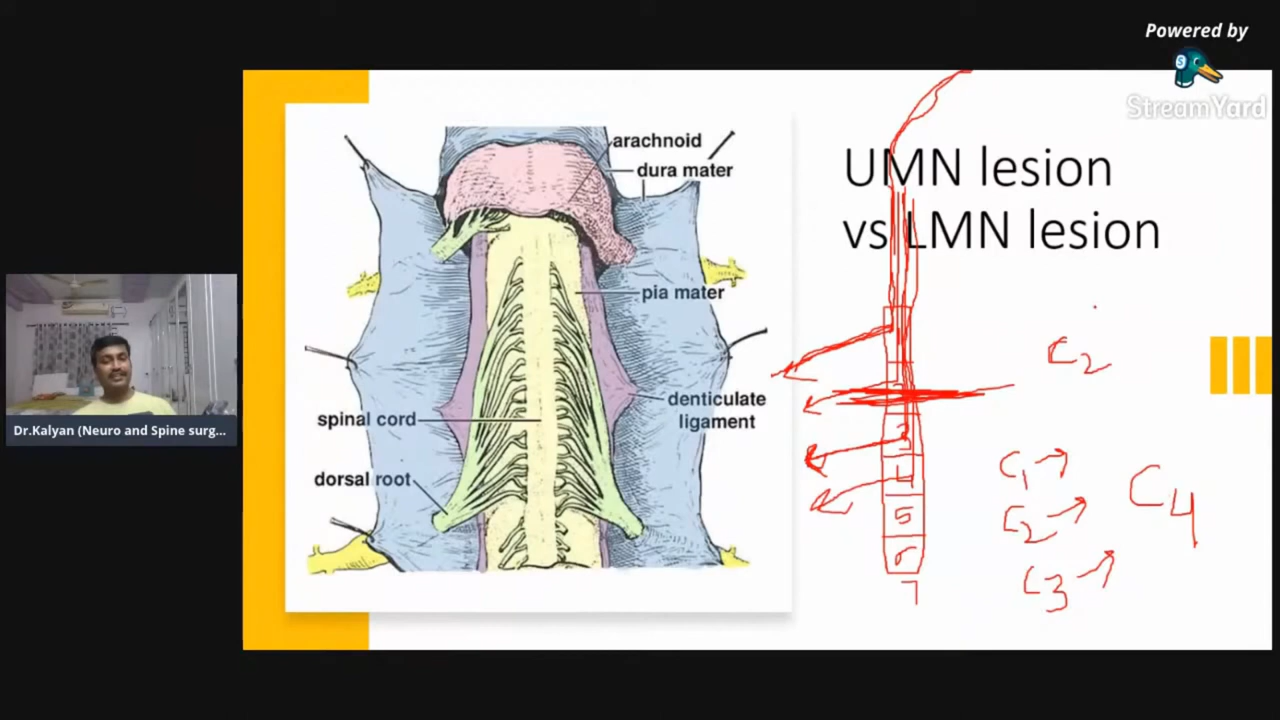 Powered by
S
StreamYard
UMN lesion
vs LMN lesion
arachnoid
dura mater
pia mater
denticulate
ligament
spinal cord
dorsal root
Dr.Kalyan (Neuro and Spine surg...
C2
C1
C2
C3
C4
5
6
7